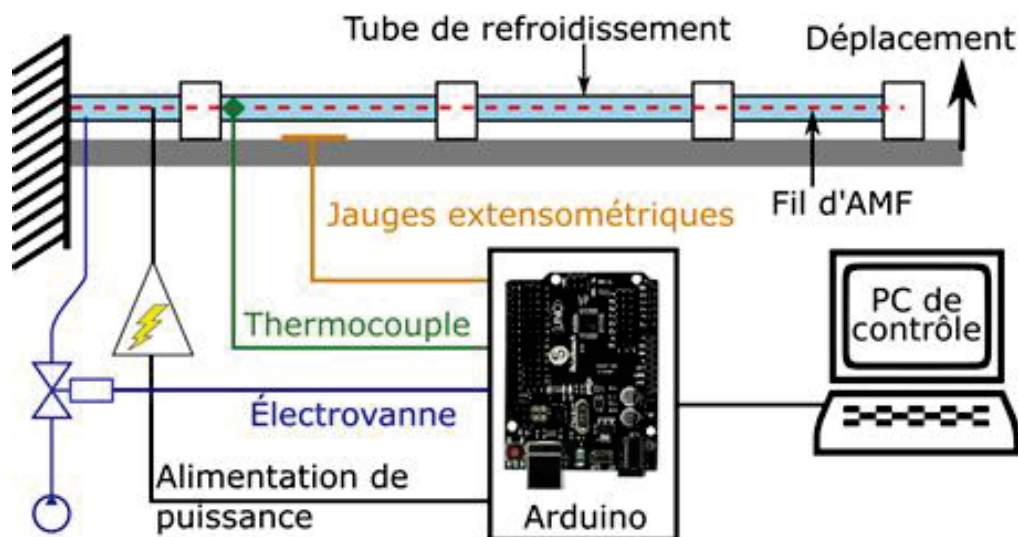 Tube de refroidissement
Déplacement
Jauges extensométriques
Fil d'AMF
Thermocouple
PC de
contrôle
Électrovanne
Alimentation de
puissance
Arduino